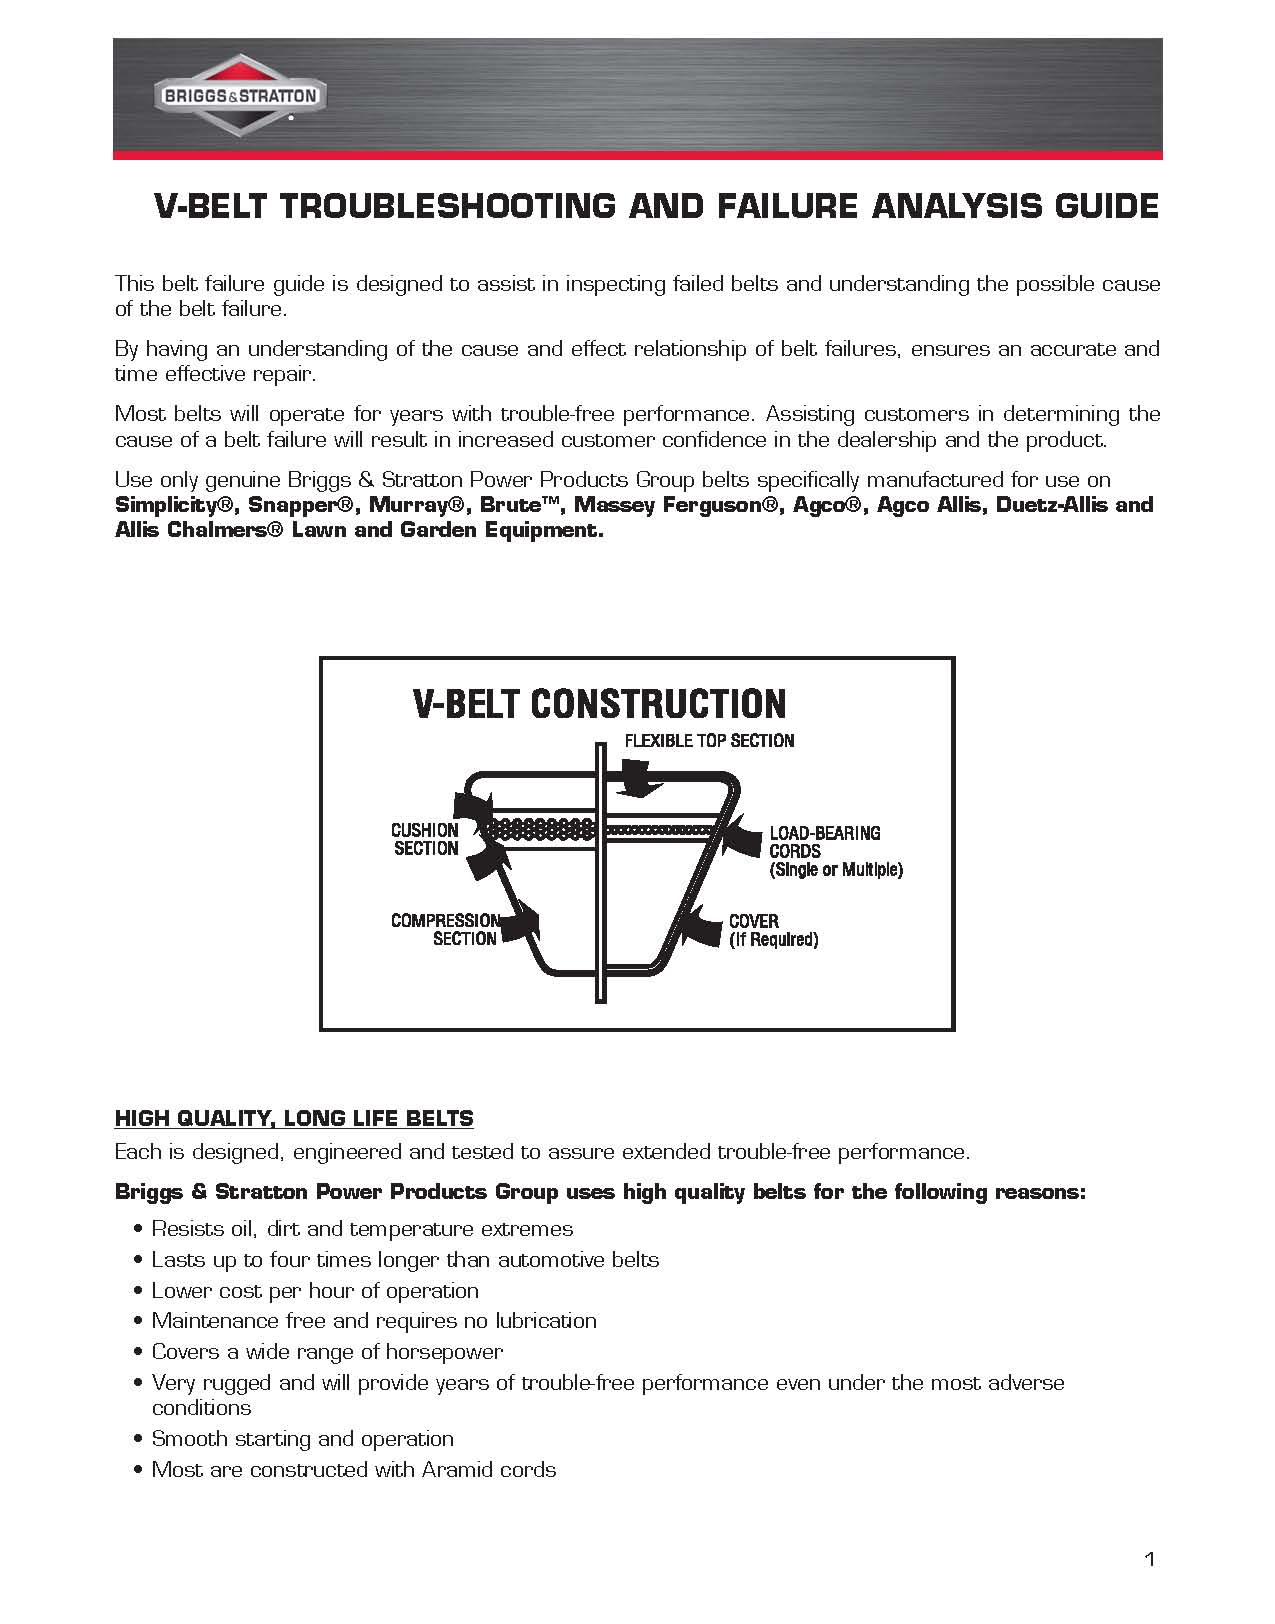 BRIGGS&STRATTON
V-BELT TROUBLESHOOTING AND FAILURE ANALYSIS GUIDE
This belt failure guide is designed to assist in inspecting failed belts and understanding the possible cause
of the belt failure.
By having an understanding of the cause and effect relationship of belt failures, ensures an accurate and
time effective repair.
Most belts will operate for years with trouble-free performance. Assisting customers in determining the
cause of a belt failure will result in increased customer confidence in the dealership and the product.
Use only genuine Briggs & Stratton Power Products Group belts specifically manufactured for use on
Simplicity®, Snapper®, Murray®, Brute™, Massey Ferguson®, Agco®, Agco Allis, Duetz-Allis and
Allis Chalmers® Lawn and Garden Equipment.
V-BELT CONSTRUCTION
FLEXIBLE TOP SECTION
CUSHION
SECTION
LOAD-BEARING
CORDS
(Single or Multiple)
COMPRESSION
SECTION
COVER
(If Required)
HIGH QUALITY, LONG LIFE BELTS
Each is designed, engineered and tested to assure extended trouble-free performance.
Briggs & Stratton Power Products Group uses high quality belts for the following reasons:
• Resists oil, dirt and temperature extremes
• Lasts up to four times longer than automotive belts
• Lower cost per hour of operation
• Maintenance free and requires no lubrication
• Covers a wide range of horsepower
• Very rugged and will provide years of trouble-free performance even under the most adverse
conditions
• Smooth starting and operation
• Most are constructed with Aramid cords
1